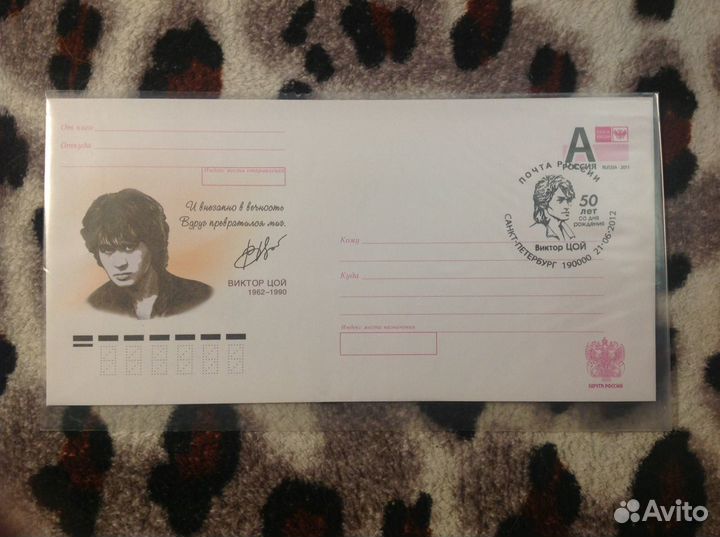 От кого
Откуда
Индекс места отправления
И внезапно в вечность
Вдруг превратился миг.
ВИКТОР ЦОЙ
1962–1990
А
РОССИЯ
RUSSIA
ПОЧТА РОССИИ
50
лет
со дня
рождения
Виктор ЦОЙ
САНКТ-ПЕТЕРБУРГ 190000 21-06-2012
Кому
Куда
Индекс места назначения
ПОЧТА РОССИИ
Avito